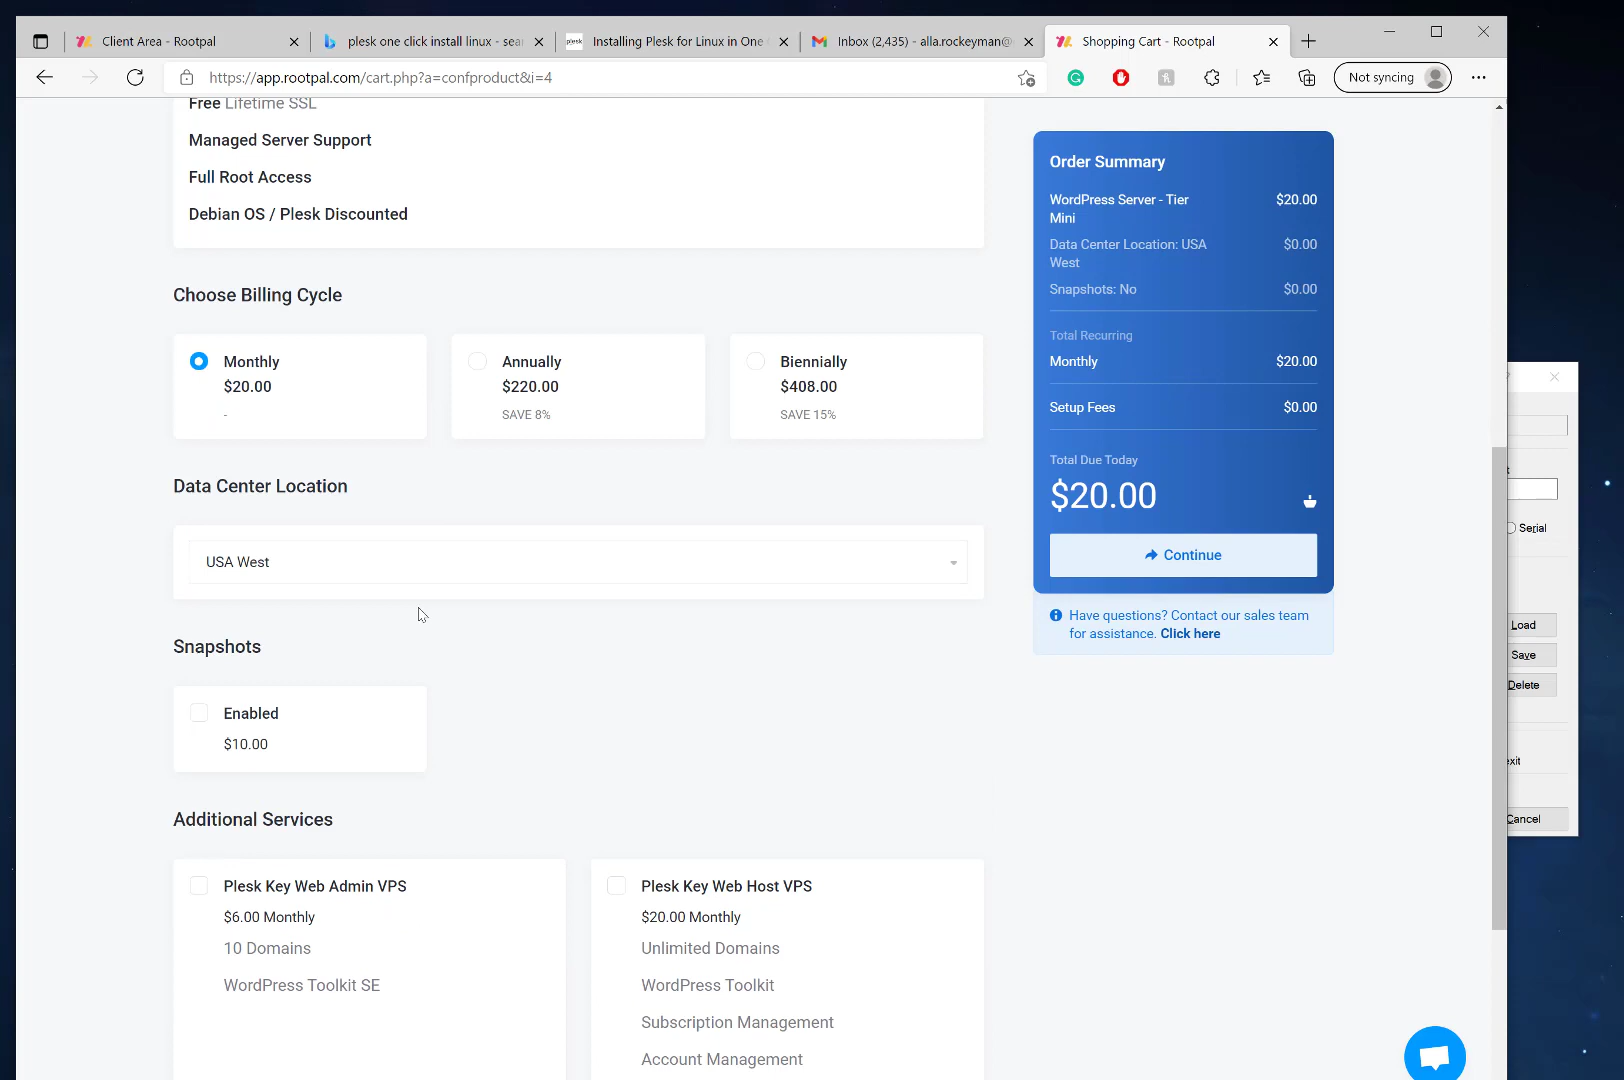 Client Area - Rootpal
plesk one click install linux - sea
plesk
Installing Plesk for Linux in One
Inbox (2,435) - alla.rockeyman@
Shopping Cart - Rootpal
https://app.rootpal.com/cart.php?a=confproduct&i=4
Not syncing
Free Lifetime SSL
Managed Server Support
Full Root Access
Debian OS / Plesk Discounted
Choose Billing Cycle
Monthly
$20.00
-
Annually
$220.00
SAVE 8%
Biennially
$408.00
SAVE 15%
Data Center Location
USA West
Snapshots
Enabled
$10.00
Additional Services
Plesk Key Web Admin VPS
$6.00 Monthly
10 Domains
WordPress Toolkit SE
Plesk Key Web Host VPS
$20.00 Monthly
Unlimited Domains
WordPress Toolkit
Subscription Management
Account Management
Order Summary
WordPress Server - Tier $20.00
Mini
Data Center Location: USA $0.00
West
Snapshots: No $0.00
Total Recurring
Monthly $20.00
Setup Fees $0.00
Total Due Today
$20.00
Continue
Have questions? Contact our sales team
for assistance. Click here
Serial
Load
Save
Delete
exit
Cancel